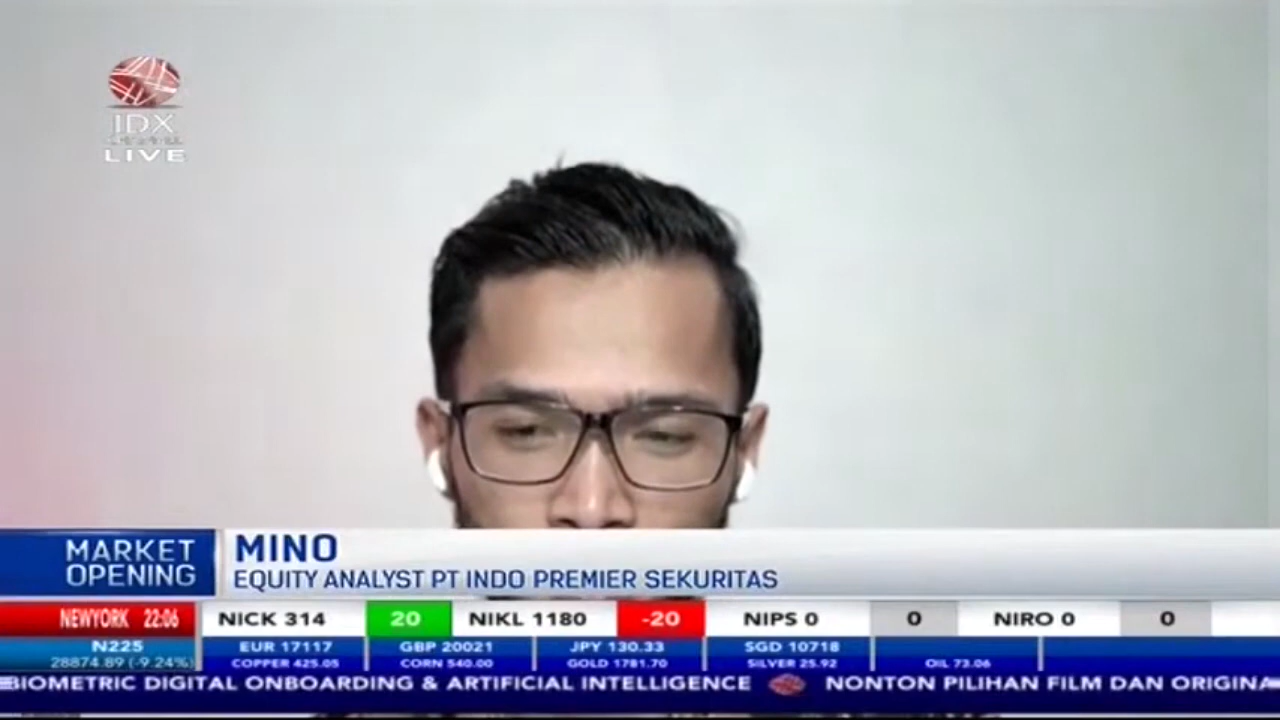 IDX
LIVE
MARKET OPENING
MINO
EQUITY ANALYST PT INDO PREMIER SEKURITAS
NEWYORK 22:06
NICK 314 20 NIKL 1180 -20 NIPS 0 0 NIRO 0 0
N225 EUR 17117 GBP 20021 JPY 130.33 SGD 10718
28874.89 (-9.24%) COPPER 425.05 CORN 540.00 GOLD 1781.70 SILVER 25.92 OIL 73.06
BIOMETRIC DIGITAL ONBOARDING & ARTIFICIAL INTELLIGENCE NONTON PILIHAN FILM DAN ORIGINA